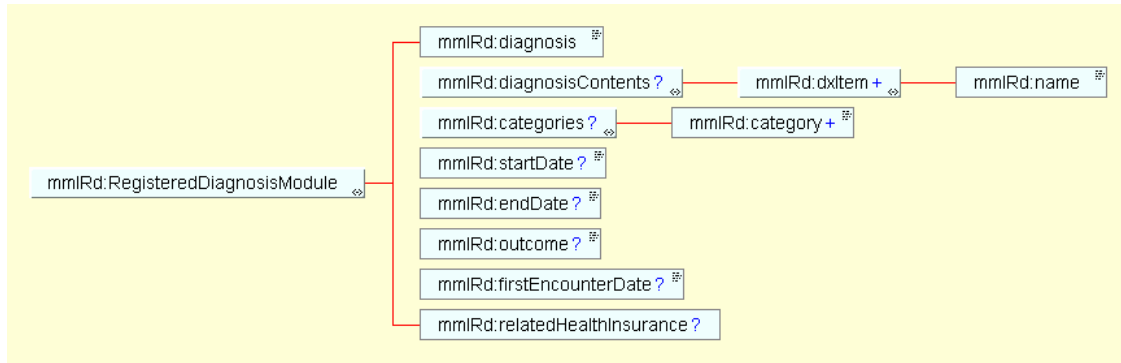 mmlRd:diagnosis
mmlRd:diagnosisContents? mmlRd:dxItem+ mmlRd:name
mmlRd:categories? mmlRd:category+
mmlRd:startDate?
mmlRd:RegisteredDiagnosisModule
mmlRd:endDate?
mmlRd:outcome?
mmlRd:firstEncounterDate?
mmlRd:relatedHealthInsurance?